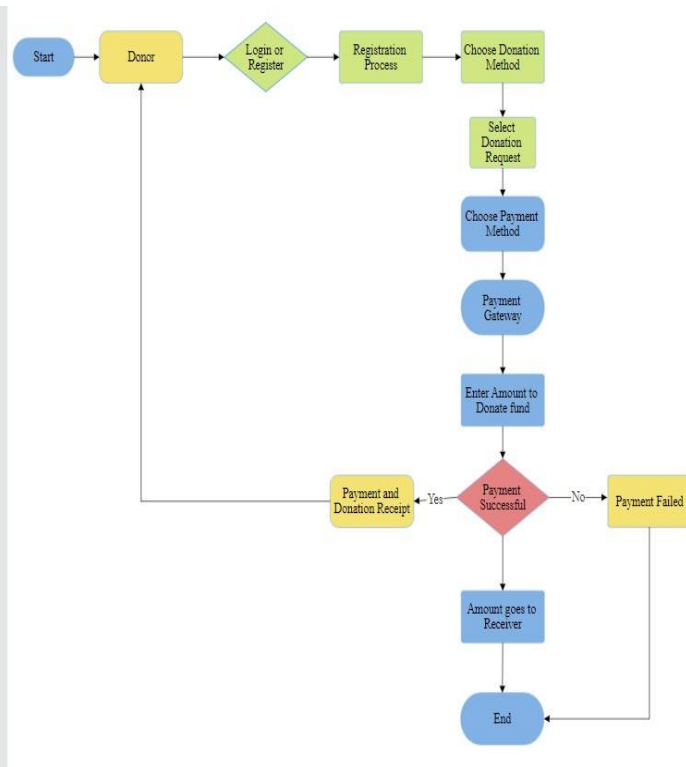 Start
Donor
Login or
Register
Registration
Process
Choose Donation
Method
Select
Donation
Request
Choose Payment
Method
Payment
Gateway
Enter Amount to
Donate fund
Payment and
Donation Receipt
Yes
Payment
Successful
No
Payment Failed
Amount goes to
Receiver
End